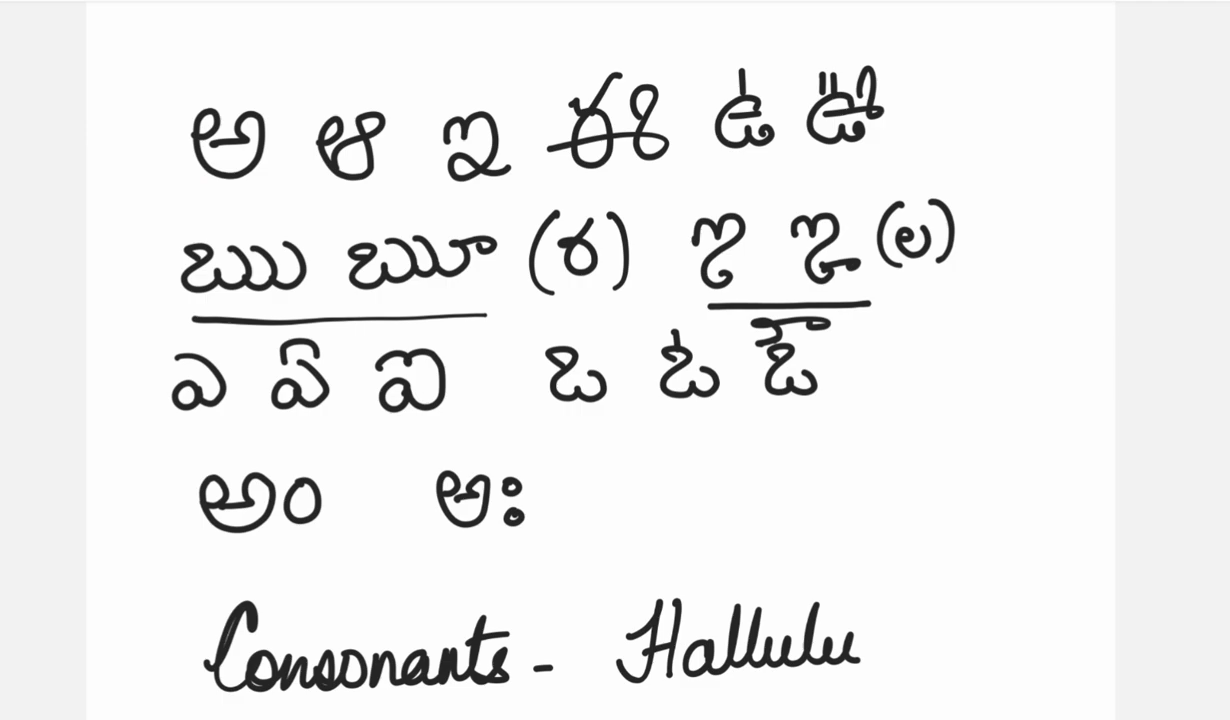 అ ఆ ఇ ఈ ఉ ఊ
ఋ ౠ (ర) ఌ ౡ (ల)
ఎ ఏ ఐ ఒ ఓ ఔ
అం అః
Consonants - Hallulu